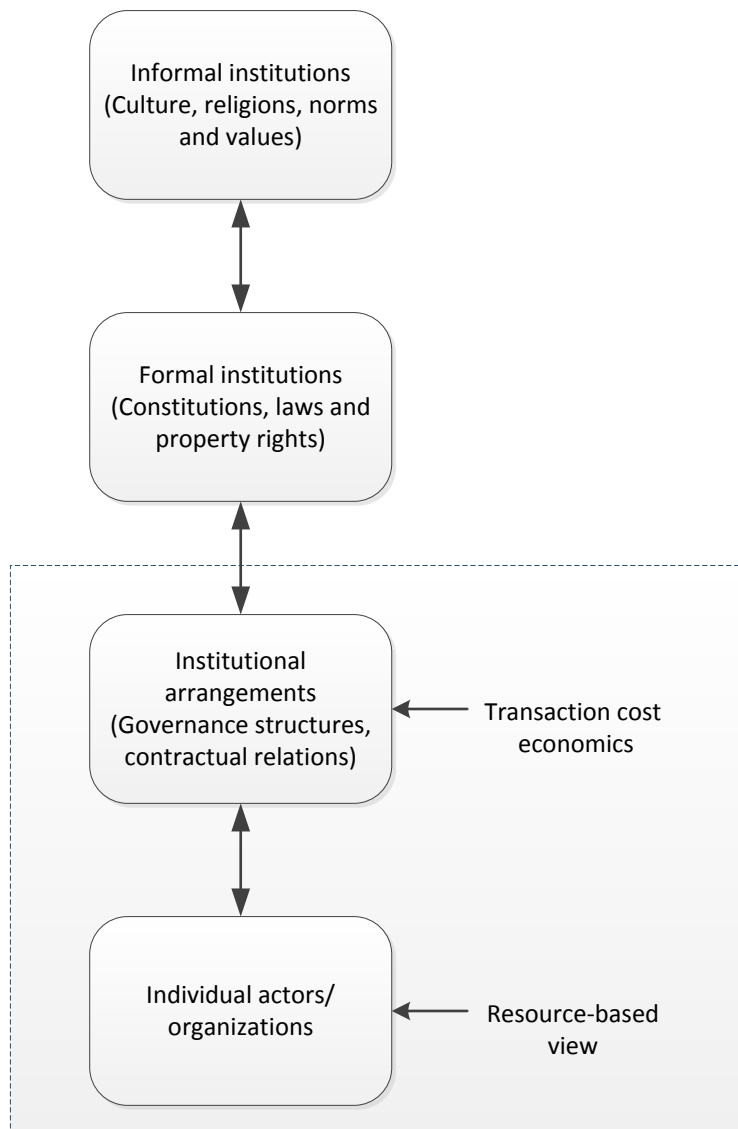 Informal institutions
(Culture, religions, norms
and values)
Formal institutions
(Constitutions, laws and
property rights)
Institutional
arrangements
(Governance structures,
contractual relations)
Transaction cost
economics
Individual actors/
organizations
Resource-based
view